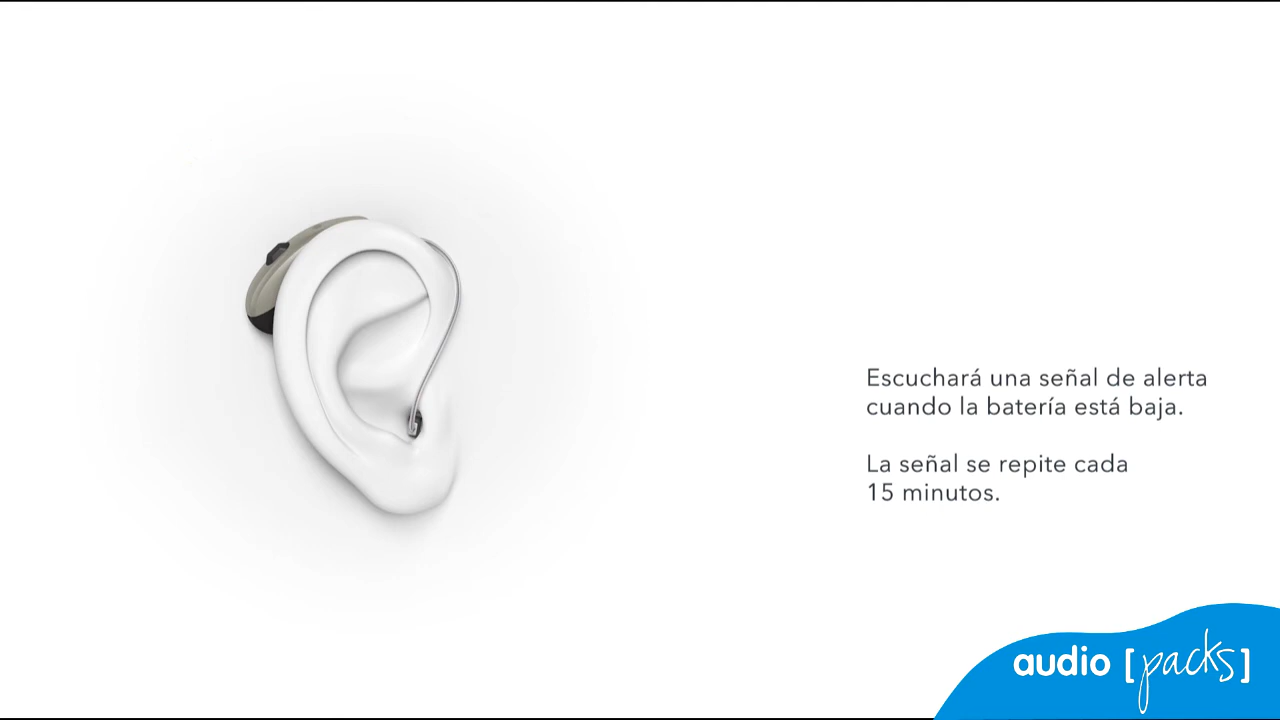 Escuchará una señal de alerta
cuando la batería está baja.
La señal se repite cada
15 minutos.
audio [packs]